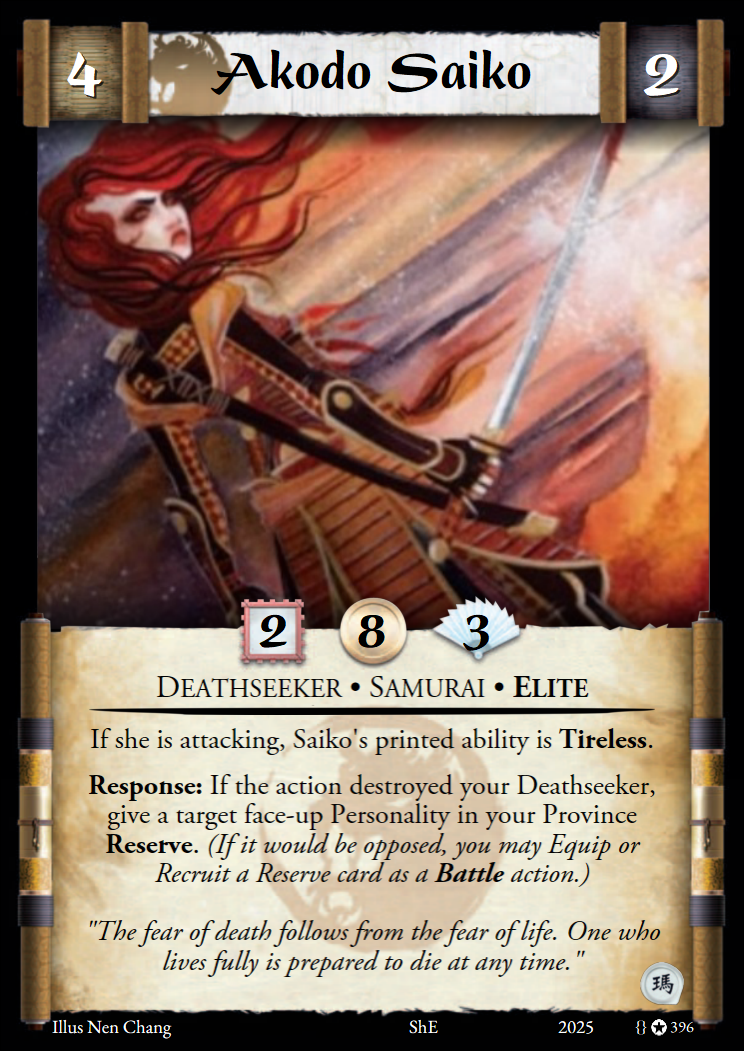 4 Akodo Saiko 2
2 8 3
Deathseeker • Samurai • Elite
If she is attacking, Saiko's printed ability is Tireless.
Response: If the action destroyed your Deathseeker,
give a target face-up Personality in your Province
Reserve. (If it would be opposed, you may Equip or
Recruit a Reserve card as a Battle action.)
"The fear of death follows from the fear of life. One who
lives fully is prepared to die at any time."
瑪
Illus Nen Chang ShE 2025 {} ✪ 396